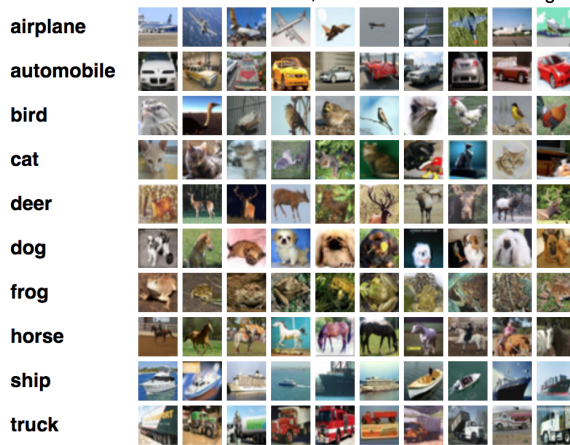 airplane
automobile
bird
cat
deer
dog
frog
horse
ship
truck